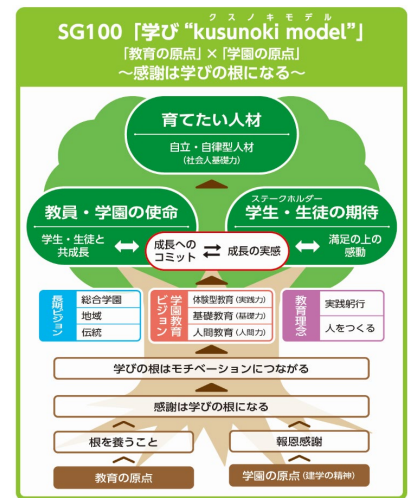 クスノキモデル
SG100「学び“kusunoki model”」
「教育の原点」×「学園の原点」
～感謝は学びの根になる～
育てたい人材
自立・自律型人材
(社会人基礎力)
教員・学園の使命
学生・生徒と
共成長
ステークホルダー
学生・生徒の期待
満足の上の
感動
成長への
コミット
成長の実感
長期ビジョン
総合学園
地域
伝統
学園教育
ビジョン
体験型教育(実践力)
基礎教育(基礎力)
人間教育(人間力)
教育理念
実践躬行
人をつくる
学びの根はモチベーションにつながる
感謝は学びの根になる
根を養うこと
報恩感謝
教育の原点
学園の原点(建学の精神)